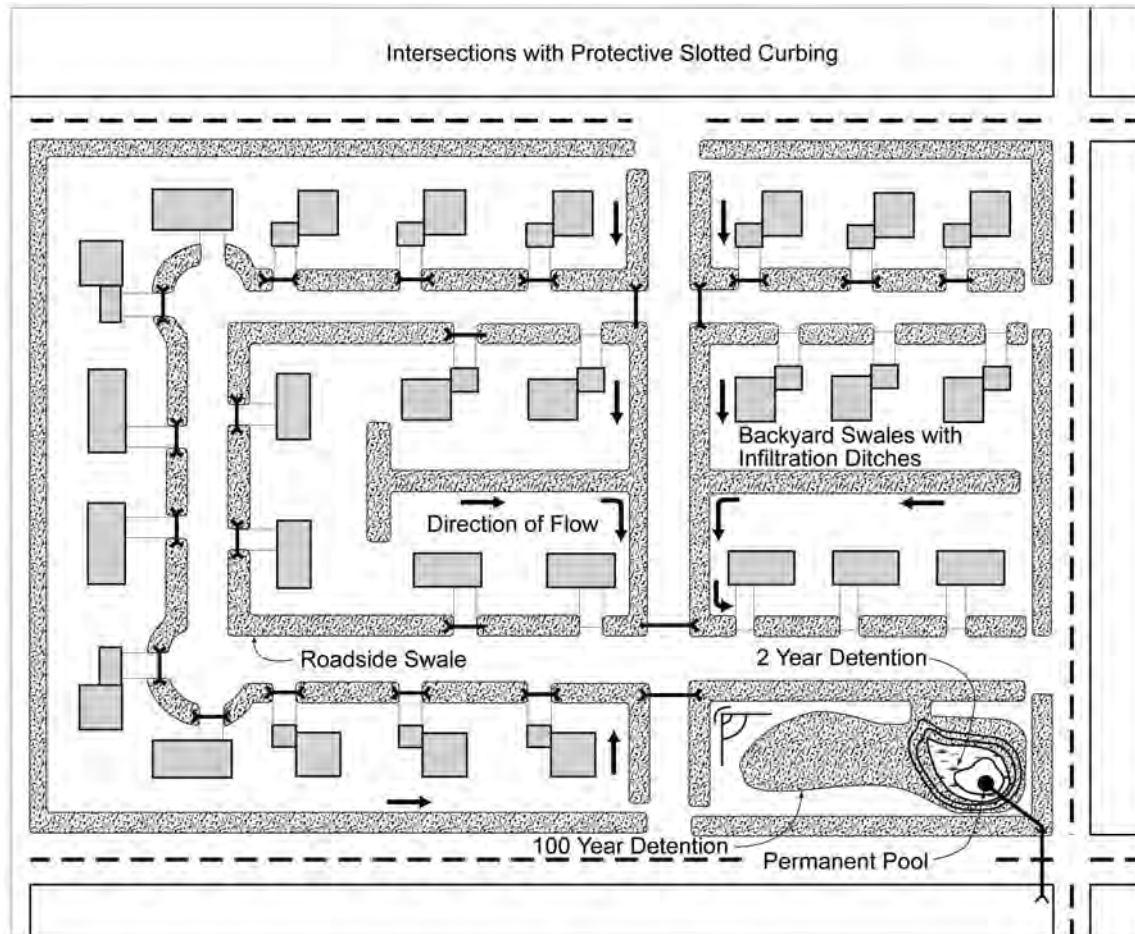 Intersections with Protective Slotted Curbing
Backyard Swales with
Infiltration Ditches
Direction of Flow
Roadside Swale
2 Year Detention
100 Year Detention
Permanent Pool